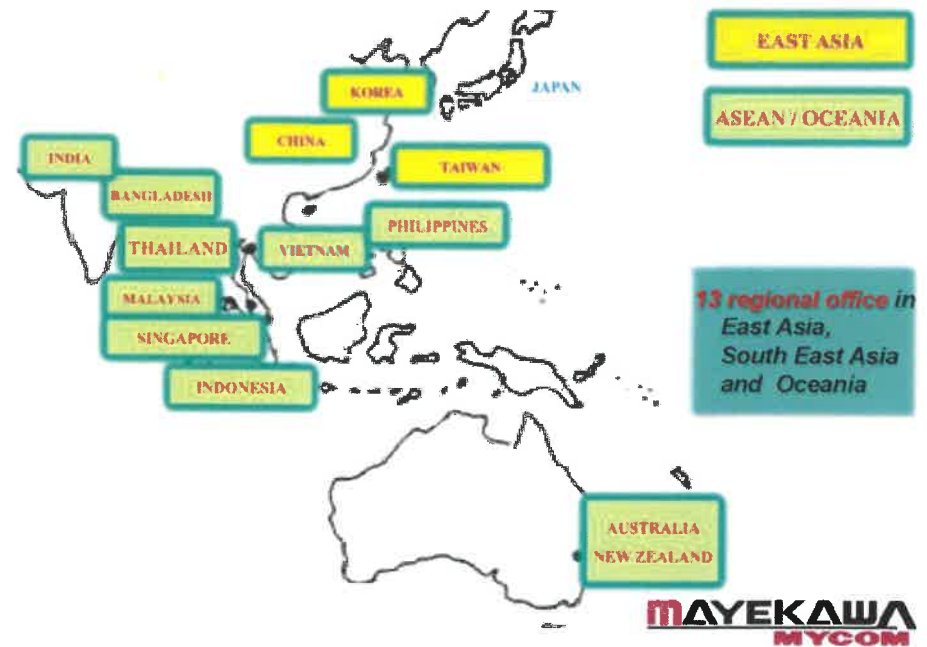 EAST ASIA
KOREA
JAPAN
ASEAN / OCEANIA
CHINA
INDIA
TAIWAN
BANGLADESH
PHILIPPINES
THAILAND
VIETNAM
MALAYSIA
13 regional office in
East Asia,
South East Asia
and Oceania
SINGAPORE
INDONESIA
AUSTRALIA
NEW ZEALAND
MAYEKAWA
MYCOM